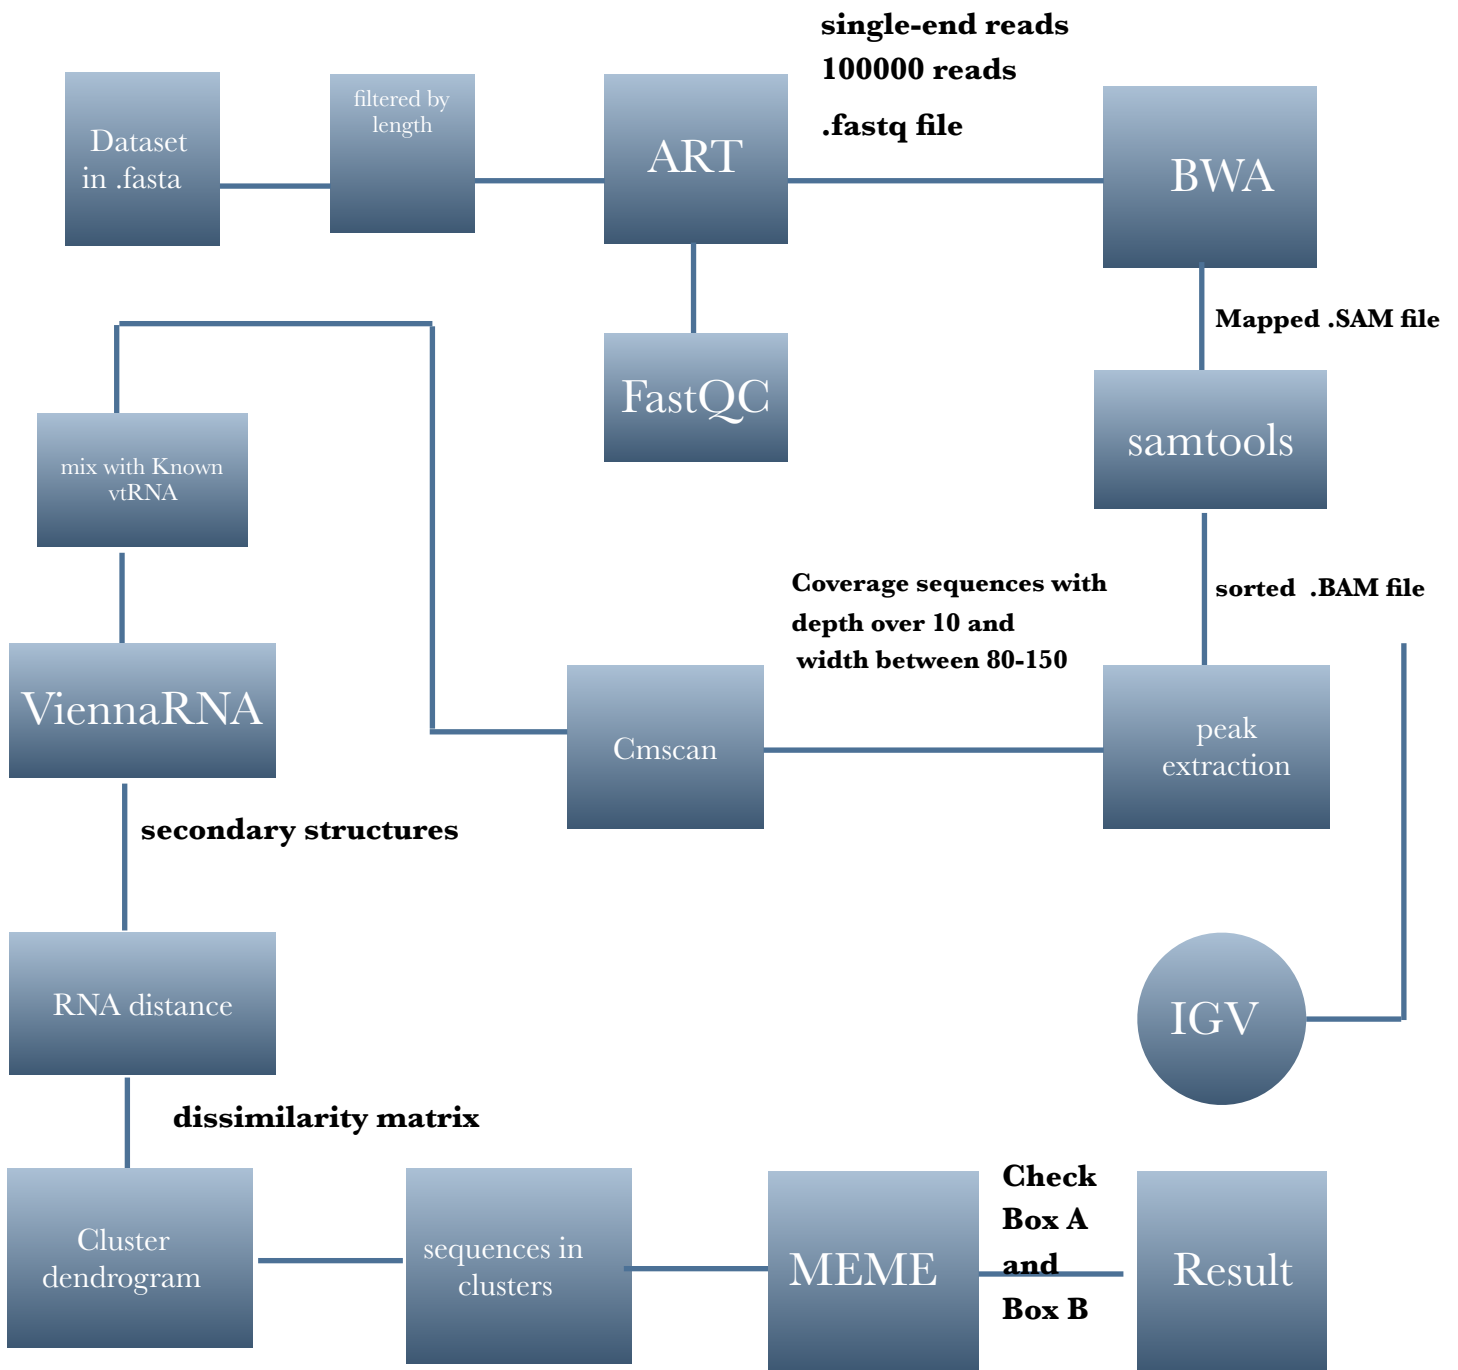 single-end reads
100000 reads
.fastq file
Dataset
in .fasta
filtered by
length
ART
BWA
Mapped .SAM file
FastQC
samtools
mix with Known
vtRNA
Coverage sequences with
depth over 10 and
width between 80-150
sorted .BAM file
ViennaRNA
Cmscan
peak
extraction
secondary structures
RNA distance
IGV
dissimilarity matrix
Cluster
dendrogram
sequences in
clusters
MEME
Check
Box A
and
Box B
Result